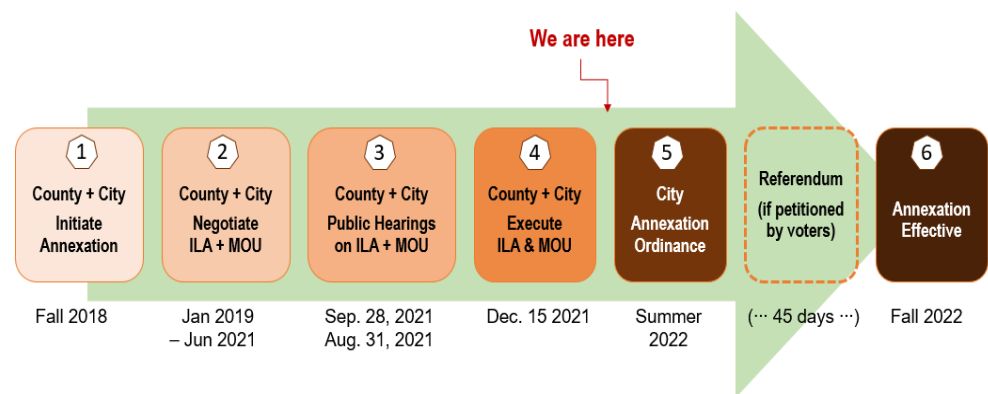 We are here
1
County + City
Initiate
Annexation
Fall 2018
2
County + City
Negotiate
ILA + MOU
Jan 2019
– Jun 2021
3
County + City
Public Hearings
on ILA + MOU
Sep. 28, 2021
Aug. 31, 2021
4
County + City
Execute
ILA & MOU
Dec. 15 2021
5
City
Annexation
Ordinance
Summer
2022
Referendum
(if petitioned
by voters)
(··· 45 days ···)
6
Annexation
Effective
Fall 2022